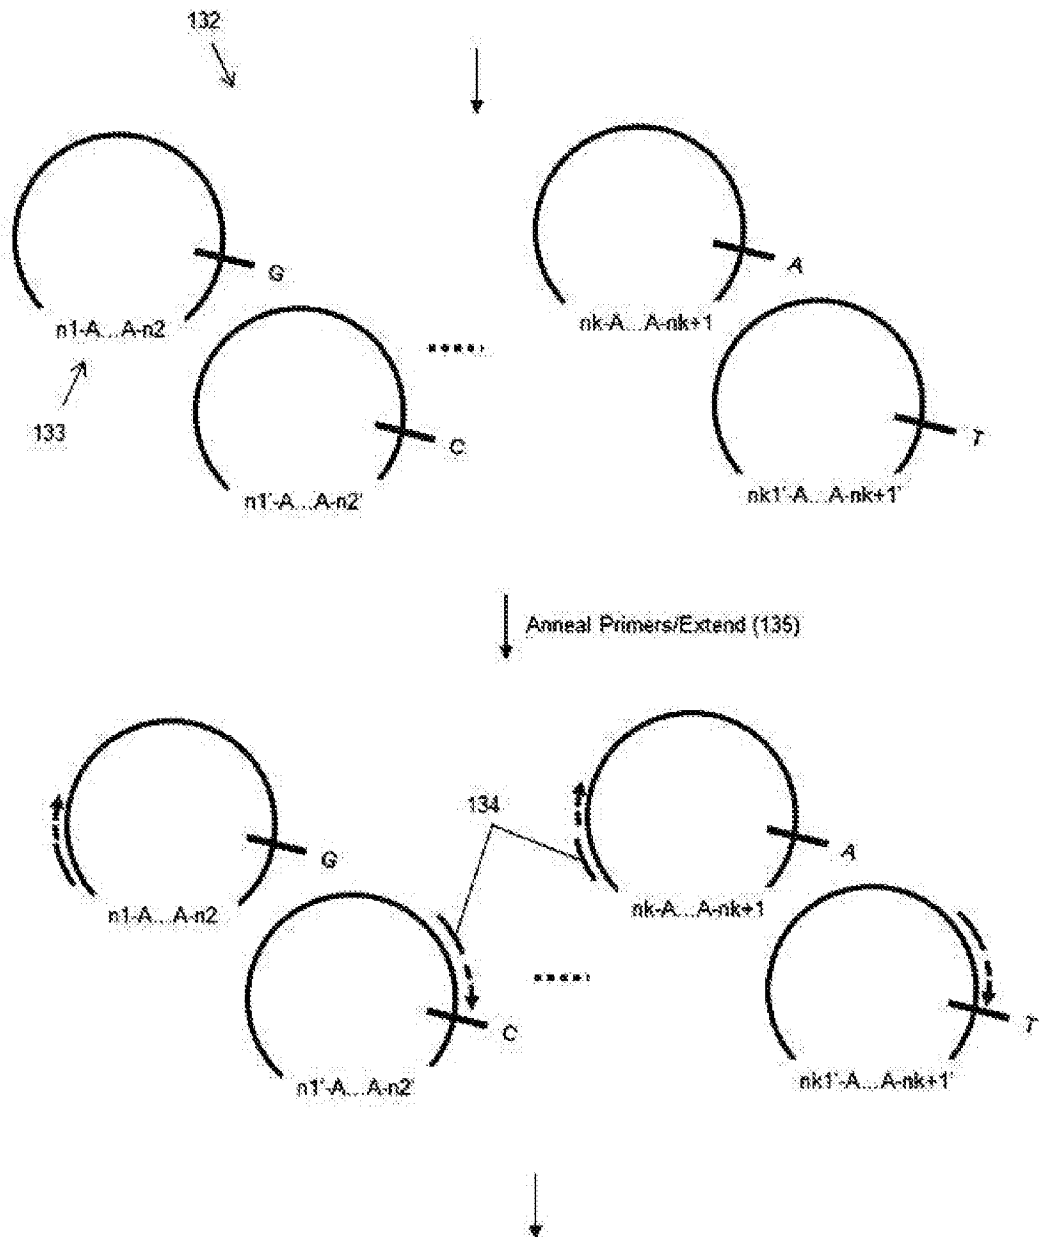 132
G
A
n1-A...A-n2
nk-A...A-nk+1
133
C
T
n1'-A...A-n2'
nk1'-A...A-nk+1'
Anneal Primers/Extend (135)
134
G
A
n1-A...A-n2
nk-A...A-nk+1
C
T
n1'-A...A-n2'
nk1'-A...A-nk+1'